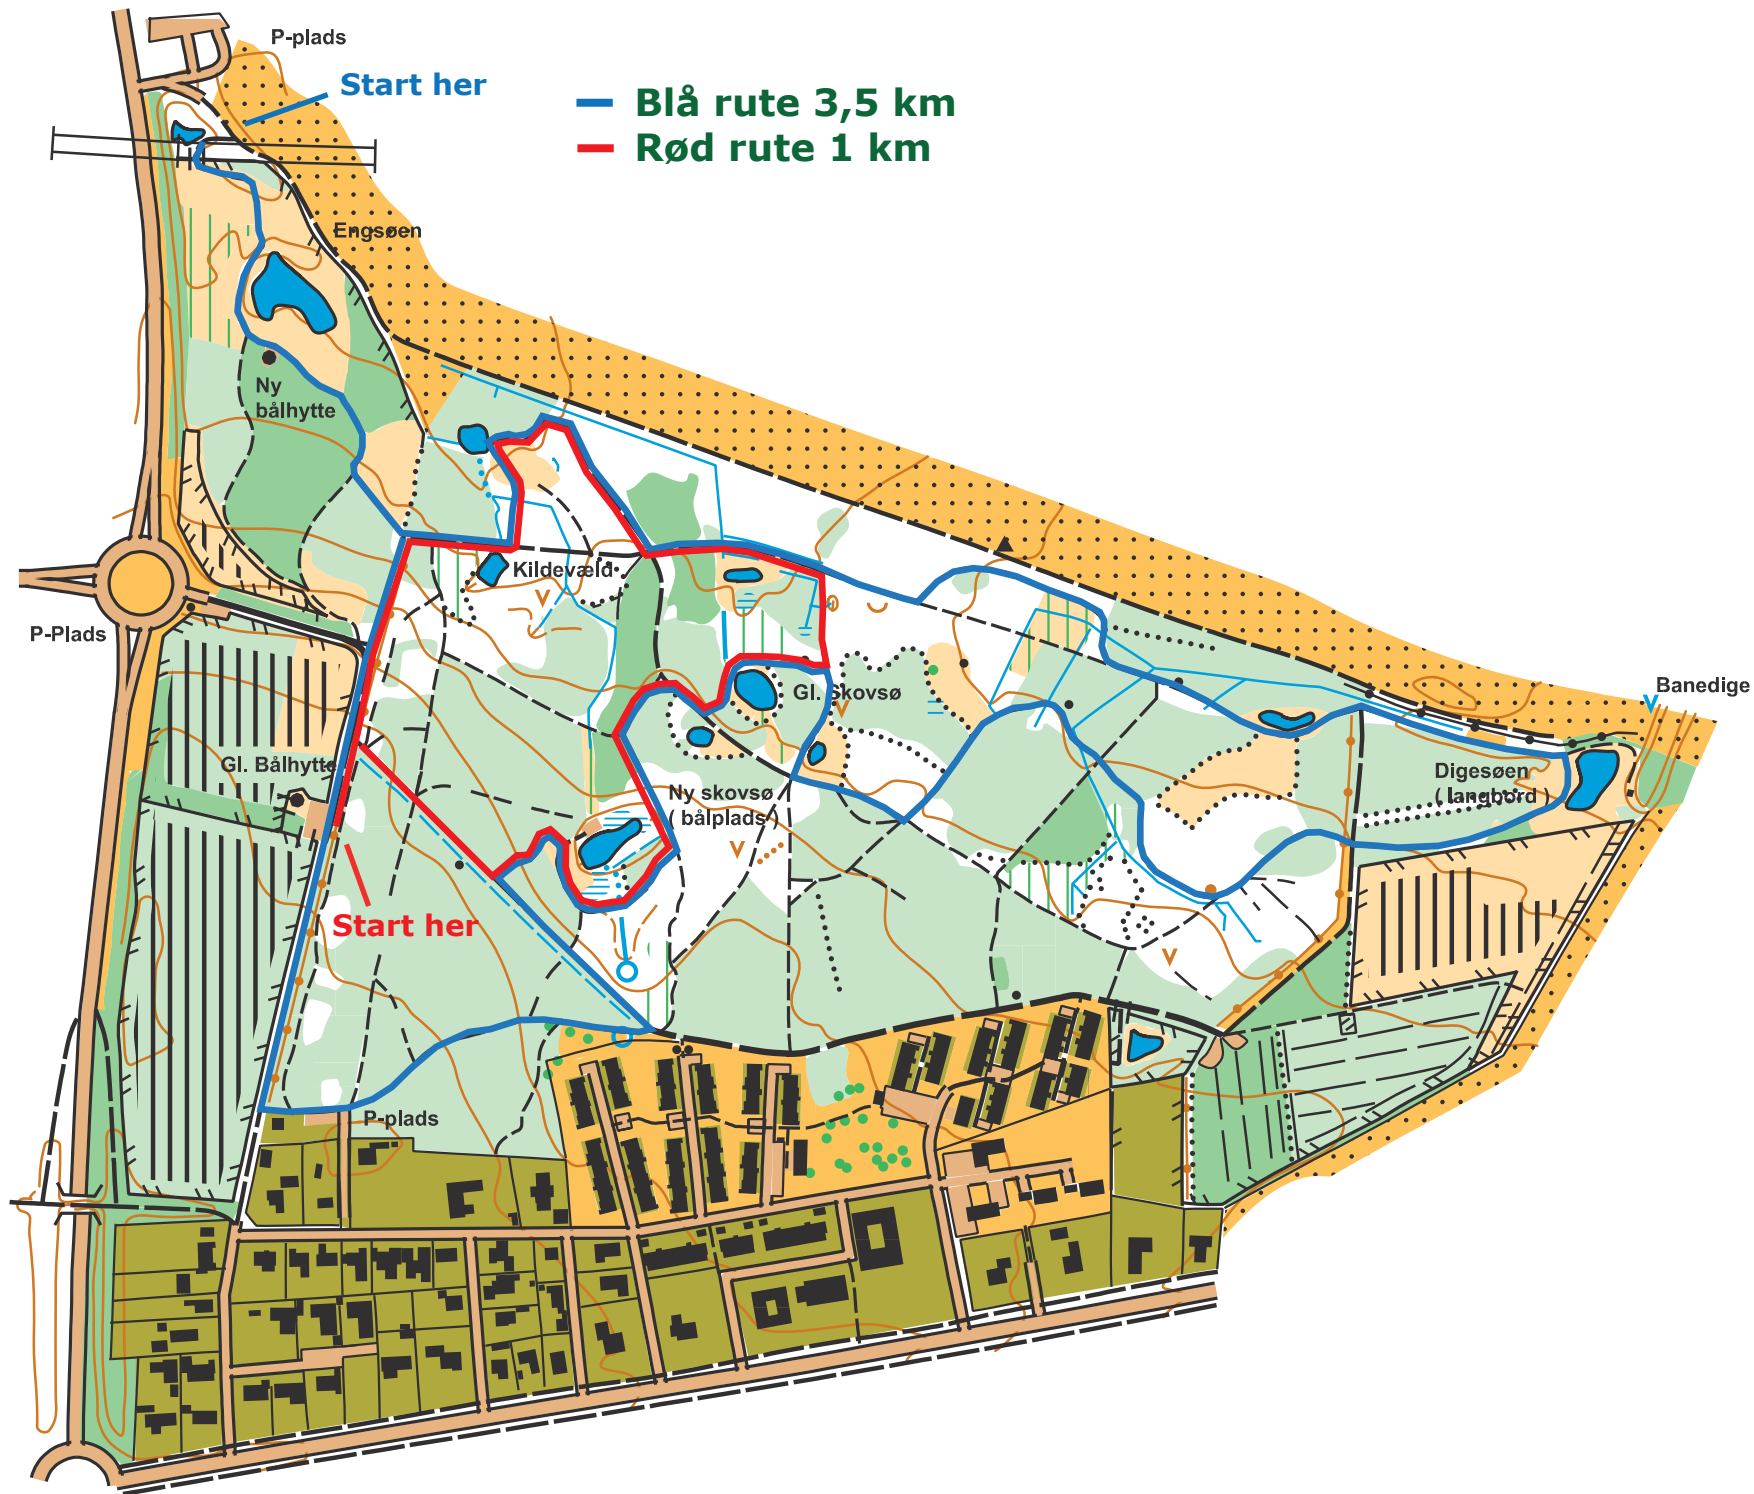 P-plads
Start her
Blå rute 3,5 km
Rød rute 1 km
Engsøen
Ny
bålhytte
Kildevæld
P-Plads
Gl. Skovsø
Banedige
Gl. Bålhytte
Digesøen
( langbord )
Ny skovsø
( bålplads )
Start her
P-plads